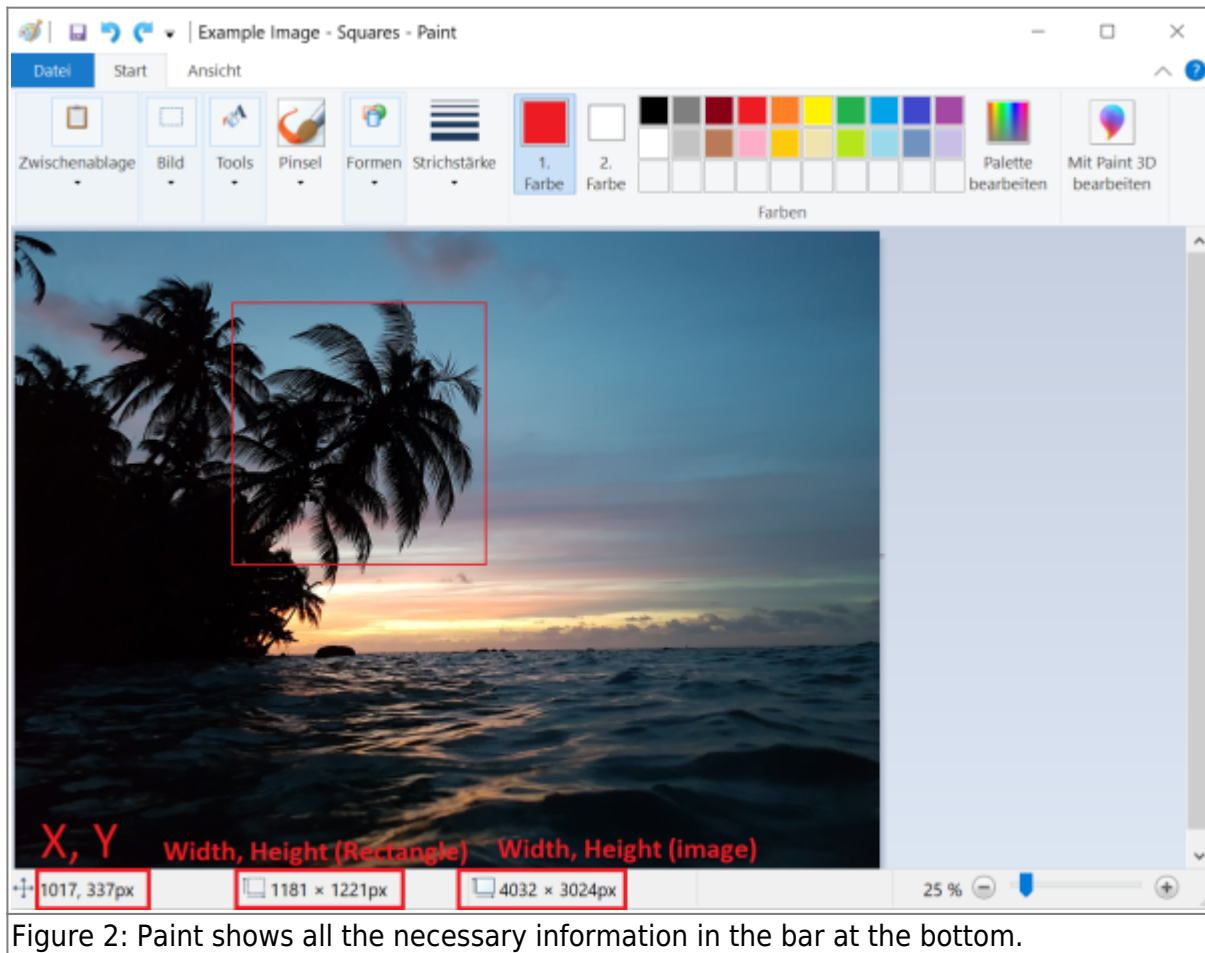 Example Image - Squares - Paint
Datei Start Ansicht
Zwischenablage Bild Tools Pinsel Formen Strichstärke 1. Farbe 2. Farbe Palette bearbeiten Mit Paint 3D bearbeiten
Farben
X, Y Width, Height (Rectangle) Width, Height (image)
1017, 337px 1181 × 1221px 4032 × 3024px 25 %
Figure 2: Paint shows all the necessary information in the bar at the bottom.